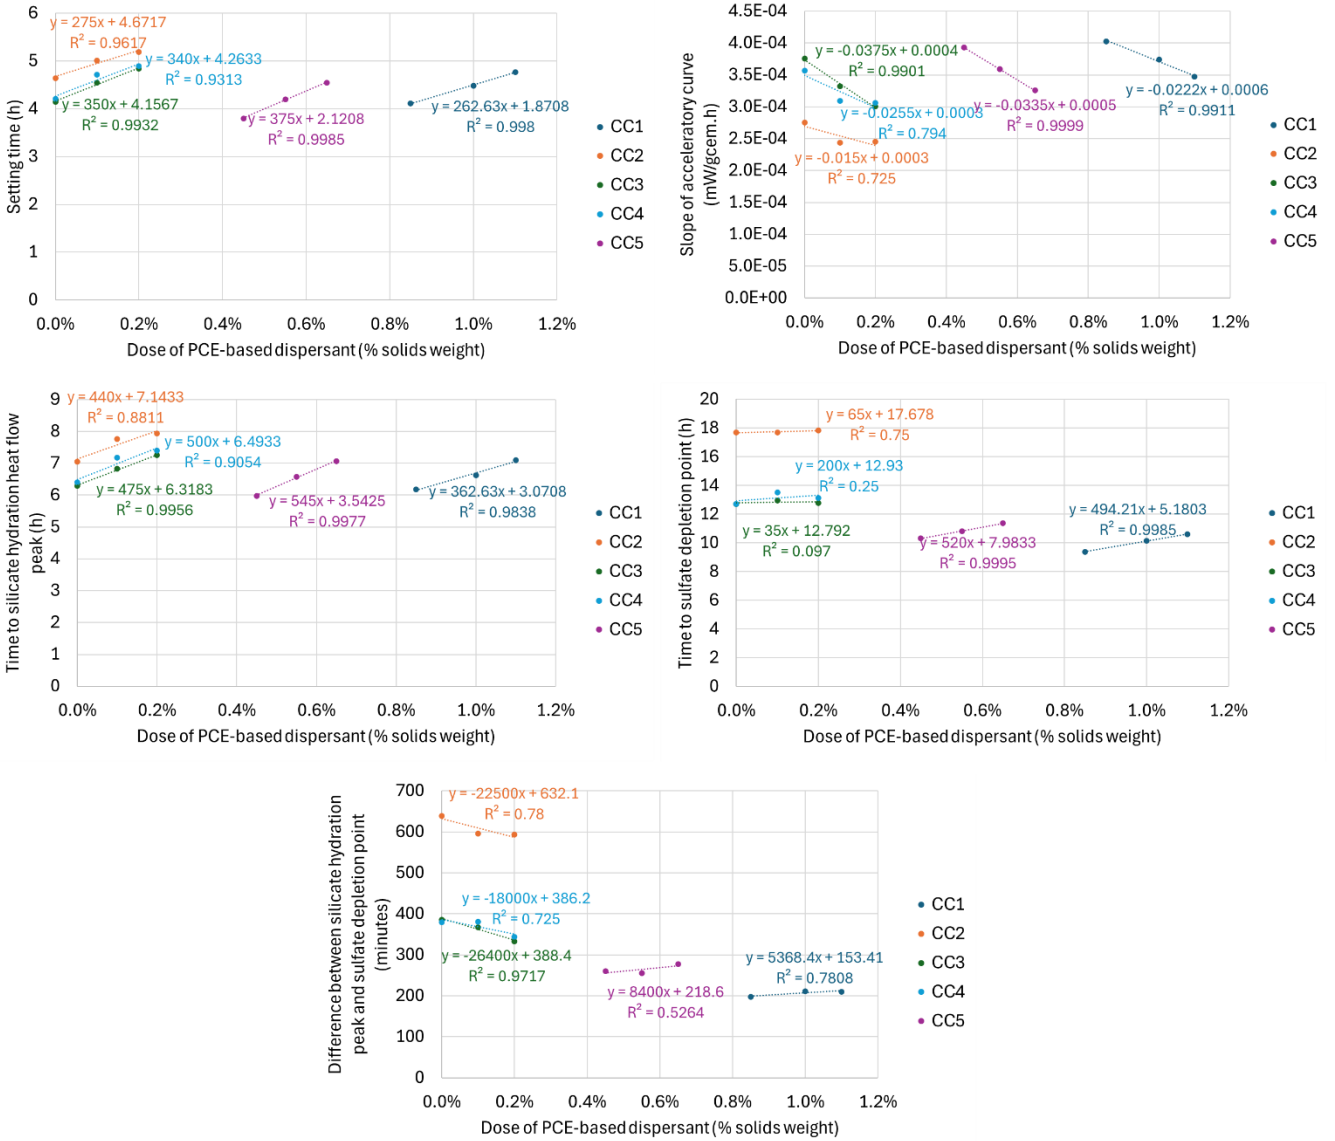 6
5
4
3
2
1
0
Setting time (h)
y = 275x + 4.6717
R² = 0.9617
y = 340x + 4.2633
R² = 0.9313
y = 350x + 4.1567
R² = 0.9932
y = 375x + 2.1208
R² = 0.9985
y = 262.63x + 1.8708
R² = 0.998
CC1
CC2
CC3
CC4
CC5
0.0%
0.2%
0.4%
0.6%
0.8%
1.0%
1.2%
Dose of PCE-based dispersant (% solids weight)
4.5E-04
4.0E-04
3.5E-04
3.0E-04
2.5E-04
2.0E-04
1.5E-04
1.0E-04
5.0E-05
0.0E+00
Slope of acceleratory curve
(mW/gcem.h)
y = -0.0375x + 0.0004
R² = 0.9901
y = -0.0255x + 0.0003
R² = 0.794
y = -0.015x + 0.0003
R² = 0.725
y = -0.0335x + 0.0005
R² = 0.9999
y = -0.0222x + 0.0006
R² = 0.9911
CC1
CC2
CC3
CC4
CC5
0.0%
0.2%
0.4%
0.6%
0.8%
1.0%
1.2%
Dose of PCE-based dispersant (% solids weight)
9
8
7
6
5
4
3
2
1
0
Time to silicate hydration heat flow
peak (h)
y = 440x + 7.1433
R² = 0.8811
y = 500x + 6.4933
R² = 0.9054
y = 475x + 6.3183
R² = 0.9956
y = 545x + 3.5425
R² = 0.9977
y = 362.63x + 3.0708
R² = 0.9838
CC1
CC2
CC3
CC4
CC5
0.0%
0.2%
0.4%
0.6%
0.8%
1.0%
1.2%
Dose of PCE-based dispersant (% solids weight)
20
18
16
14
12
10
8
6
4
2
0
Time to sulfate depletion point (h)
y = 65x + 17.678
R² = 0.75
y = 200x + 12.93
R² = 0.25
y = 35x + 12.792
R² = 0.097
y = 520x + 7.9833
R² = 0.9995
y = 494.21x + 5.1803
R² = 0.9985
CC1
CC2
CC3
CC4
CC5
0.0%
0.2%
0.4%
0.6%
0.8%
1.0%
1.2%
Dose of PCE-based dispersant (% solids weight)
700
600
500
400
300
200
100
0
Difference between silicate hydration
peak and sulfate depletion point
(minutes)
y = -22500x + 632.1
R² = 0.78
y = -18000x + 386.2
R² = 0.725
y = -26400x + 388.4
R² = 0.9717
y = 8400x + 218.6
R² = 0.5264
y = 5368.4x + 153.41
R² = 0.7808
CC1
CC2
CC3
CC4
CC5
0.0%
0.2%
0.4%
0.6%
0.8%
1.0%
1.2%
Dose of PCE-based dispersant (% solids weight)